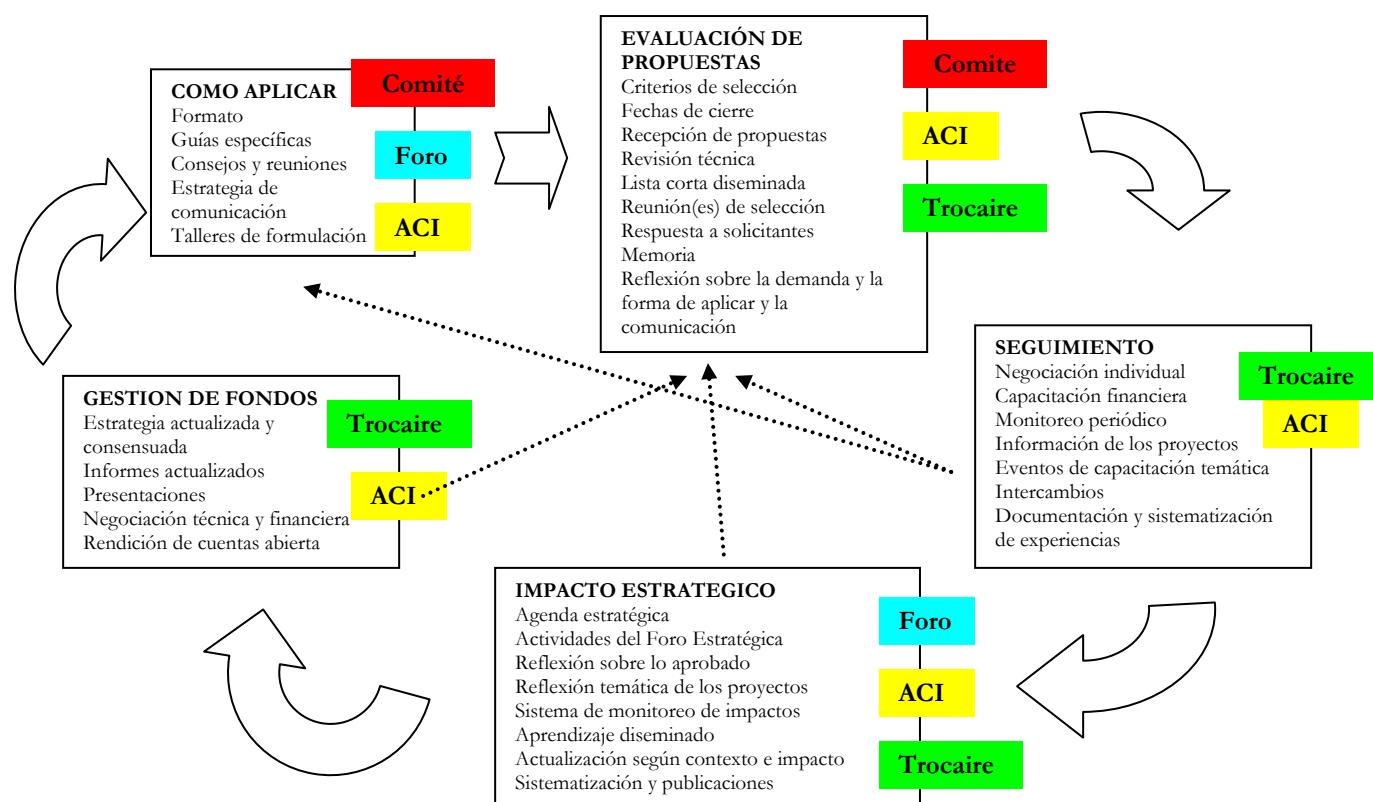 COMO APLICAR
Formato
Guías específicas
Consejos y reuniones
Estrategia de
comunicación
Talleres de formulación
Comité
Foro
ACI
EVALUACIÓN DE
PROPUESTAS
Criterios de selección
Fechas de cierre
Recepción de propuestas
Revisión técnica
Lista corta diseminada
Reunión(es) de selección
Respuesta a solicitantes
Memoria
Reflexión sobre la demanda y la
forma de aplicar y la
comunicación
Comite
ACI
Trocaire
SEGUIMIENTO
Negociación individual
Capacitación financiera
Monitoreo periódico
Información de los proyectos
Eventos de capacitación temática
Intercambios
Documentación y sistematización
de experiencias
Trocaire
ACI
GESTION DE FONDOS
Estrategia actualizada y
consensuada
Informes actualizados
Presentaciones
Negociación técnica y financiera
Rendición de cuentas abierta
Trocaire
ACI
IMPACTO ESTRATEGICO
Agenda estratégica
Actividades del Foro Estratégica
Reflexión sobre lo aprobado
Reflexión temática de los proyectos
Sistema de monitoreo de impactos
Aprendizaje diseminado
Actualización según contexto e impacto
Sistematización y publicaciones
Foro
ACI
Trocaire